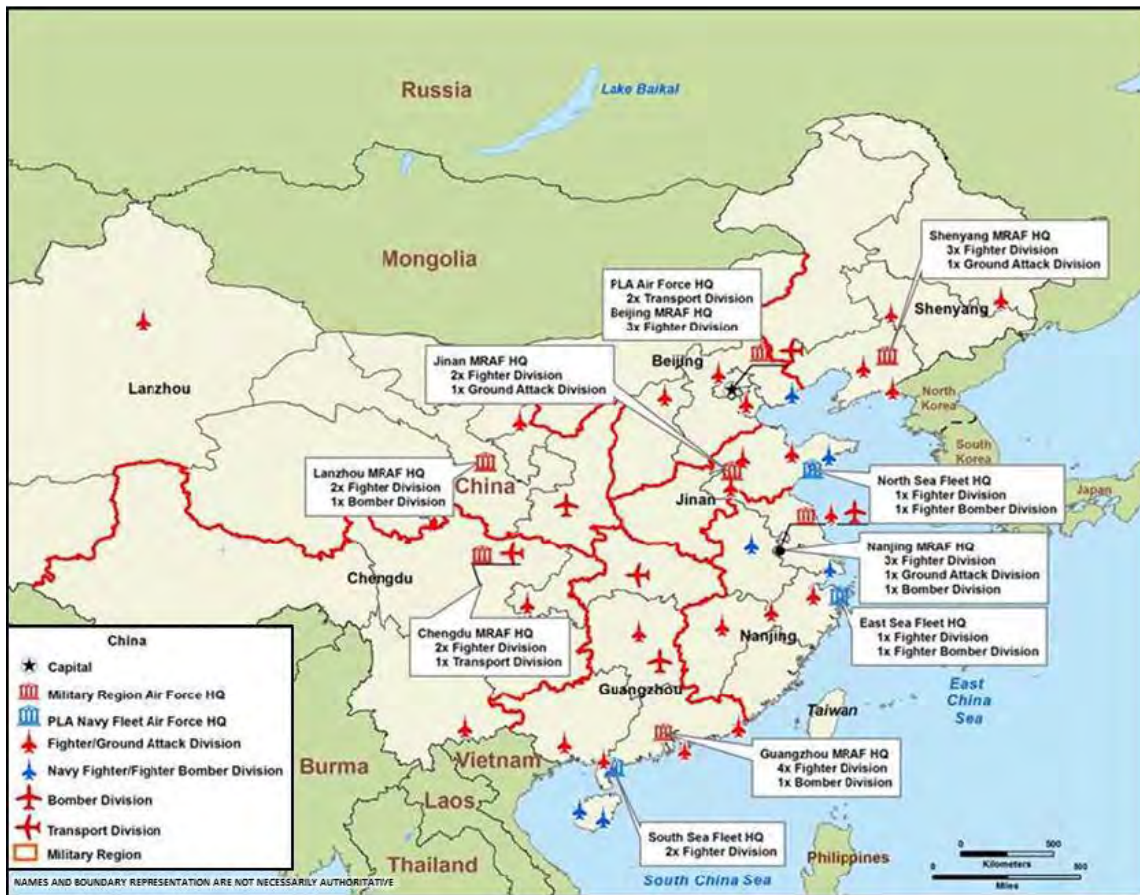 Russia
Lake Baikal
Mongolia
Shenyang MRAF HQ
3x Fighter Division
1x Ground Attack Division
PLA Air Force HQ
2x Transport Division
Beijing MRAF HQ
3x Fighter Division
Shenyang
Jinan MRAF HQ
2x Fighter Division
1x Ground Attack Division
Beijing
Lanzhou
North
Korea
South
Korea
Lanzhou MRAF HQ
2x Fighter Division
1x Bomber Division
China
Jinan
North Sea Fleet HQ
1x Fighter Division
1x Fighter Bomber Division
Japan
Nanjing MRAF HQ
3x Fighter Division
1x Ground Attack Division
1x Bomber Division
Chengdu
Chengdu MRAF HQ
2x Fighter Division
1x Transport Division
Nanjing
East Sea Fleet HQ
1x Fighter Division
1x Fighter Bomber Division
Guangzhou
Taiwan
East
China
Sea
Guangzhou MRAF HQ
4x Fighter Division
1x Bomber Division
Burma
Vietnam
Laos
Thailand
South Sea Fleet HQ
2x Fighter Division
Philippines
South China Sea
China
Capital
Military Region Air Force HQ
PLA Navy Fleet Air Force HQ
Fighter/Ground Attack Division
Navy Fighter/Fighter Bomber Division
Bomber Division
Transport Division
Military Region
0 500
Kilometers
0 500
Miles
NAMES AND BOUNDARY REPRESENTATION ARE NOT NECESSARILY AUTHORITATIVE